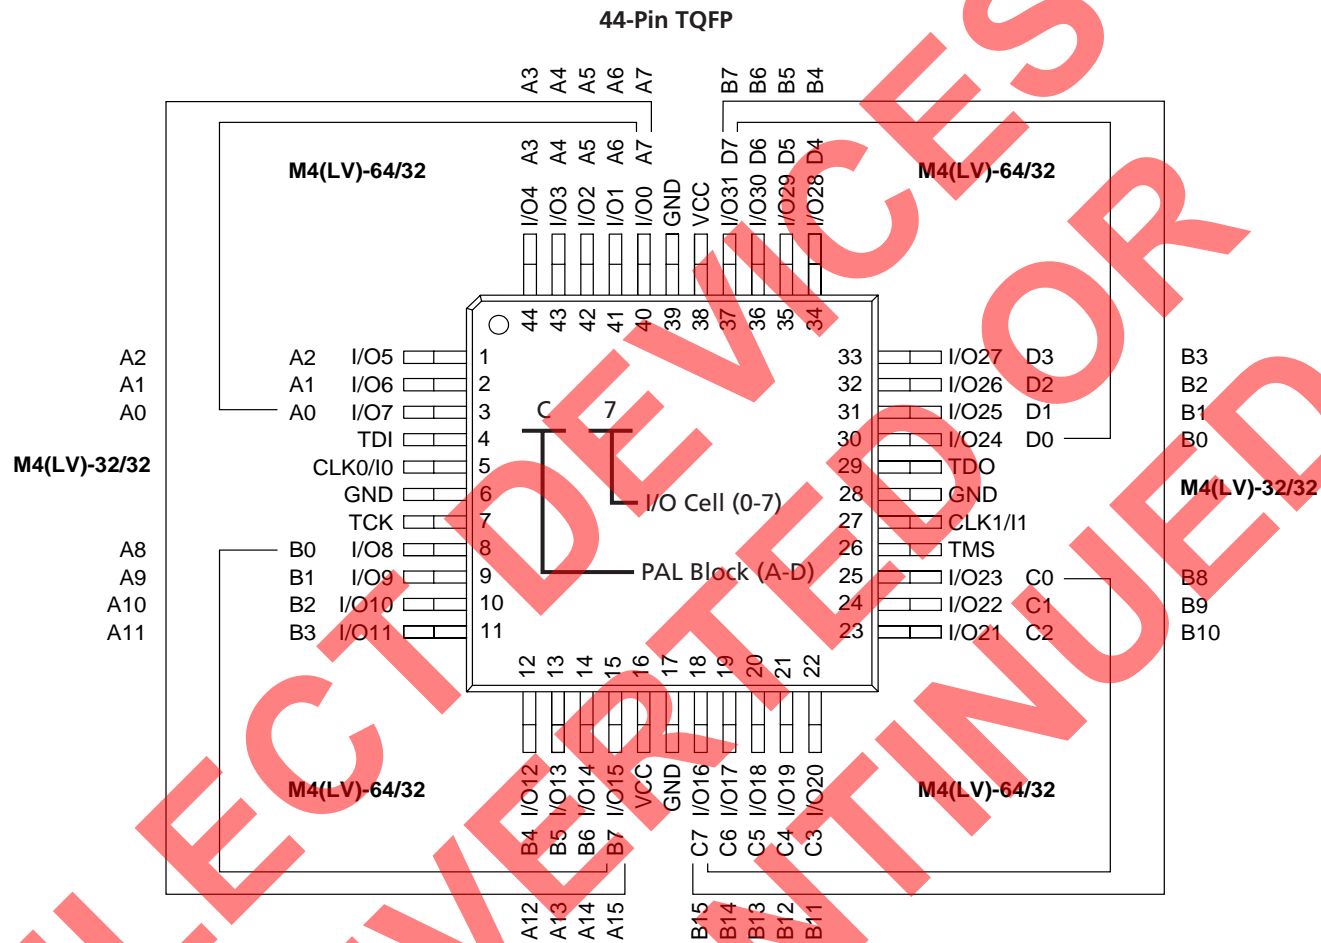 44-Pin TQFP
A3 A4 A5 A6 A7 B7 B6 B5 B4
A3 A4 A5 A6 A7 D7 D6 D5 D4
M4(LV)-64/32 M4(LV)-64/32
I/O4 I/O3 I/O2 I/O1 I/O0 GND VCC I/O31 I/O30 I/O29 I/O28
44 43 42 41 40 39 38 37 36 35 34
A2 A2 I/O5 1 33 I/O27 D3 B3
A1 A1 I/O6 2 32 I/O26 D2 B2
A0 A0 I/O7 3 31 I/O25 D1 B1
C 7
TDI 4 30 I/O24 D0 B0
M4(LV)-32/32 CLK0/I0 5 29 TDO
GND 6 28 GND M4(LV)-32/32
I/O Cell (0-7)
TCK 7 27 CLK1/I1
A8 B0 I/O8 8 26 TMS
PAL Block (A-D)
A9 B1 I/O9 9 25 I/O23 C0 B8
A10 B2 I/O10 10 24 I/O22 C1 B9
A11 B3 I/O11 11 23 I/O21 C2 B10
12 13 14 15 16 17 18 19 20 21 22
I/O12 I/O13 I/O14 I/O15 VCC GND I/O16 I/O17 I/O18 I/O19 I/O20
M4(LV)-64/32 M4(LV)-64/32
B4 B5 B6 B7 C7 C6 C5 C4 C3
A12 A13 A14 A15 B15 B14 B13 B12 B11
DEVICES
OR